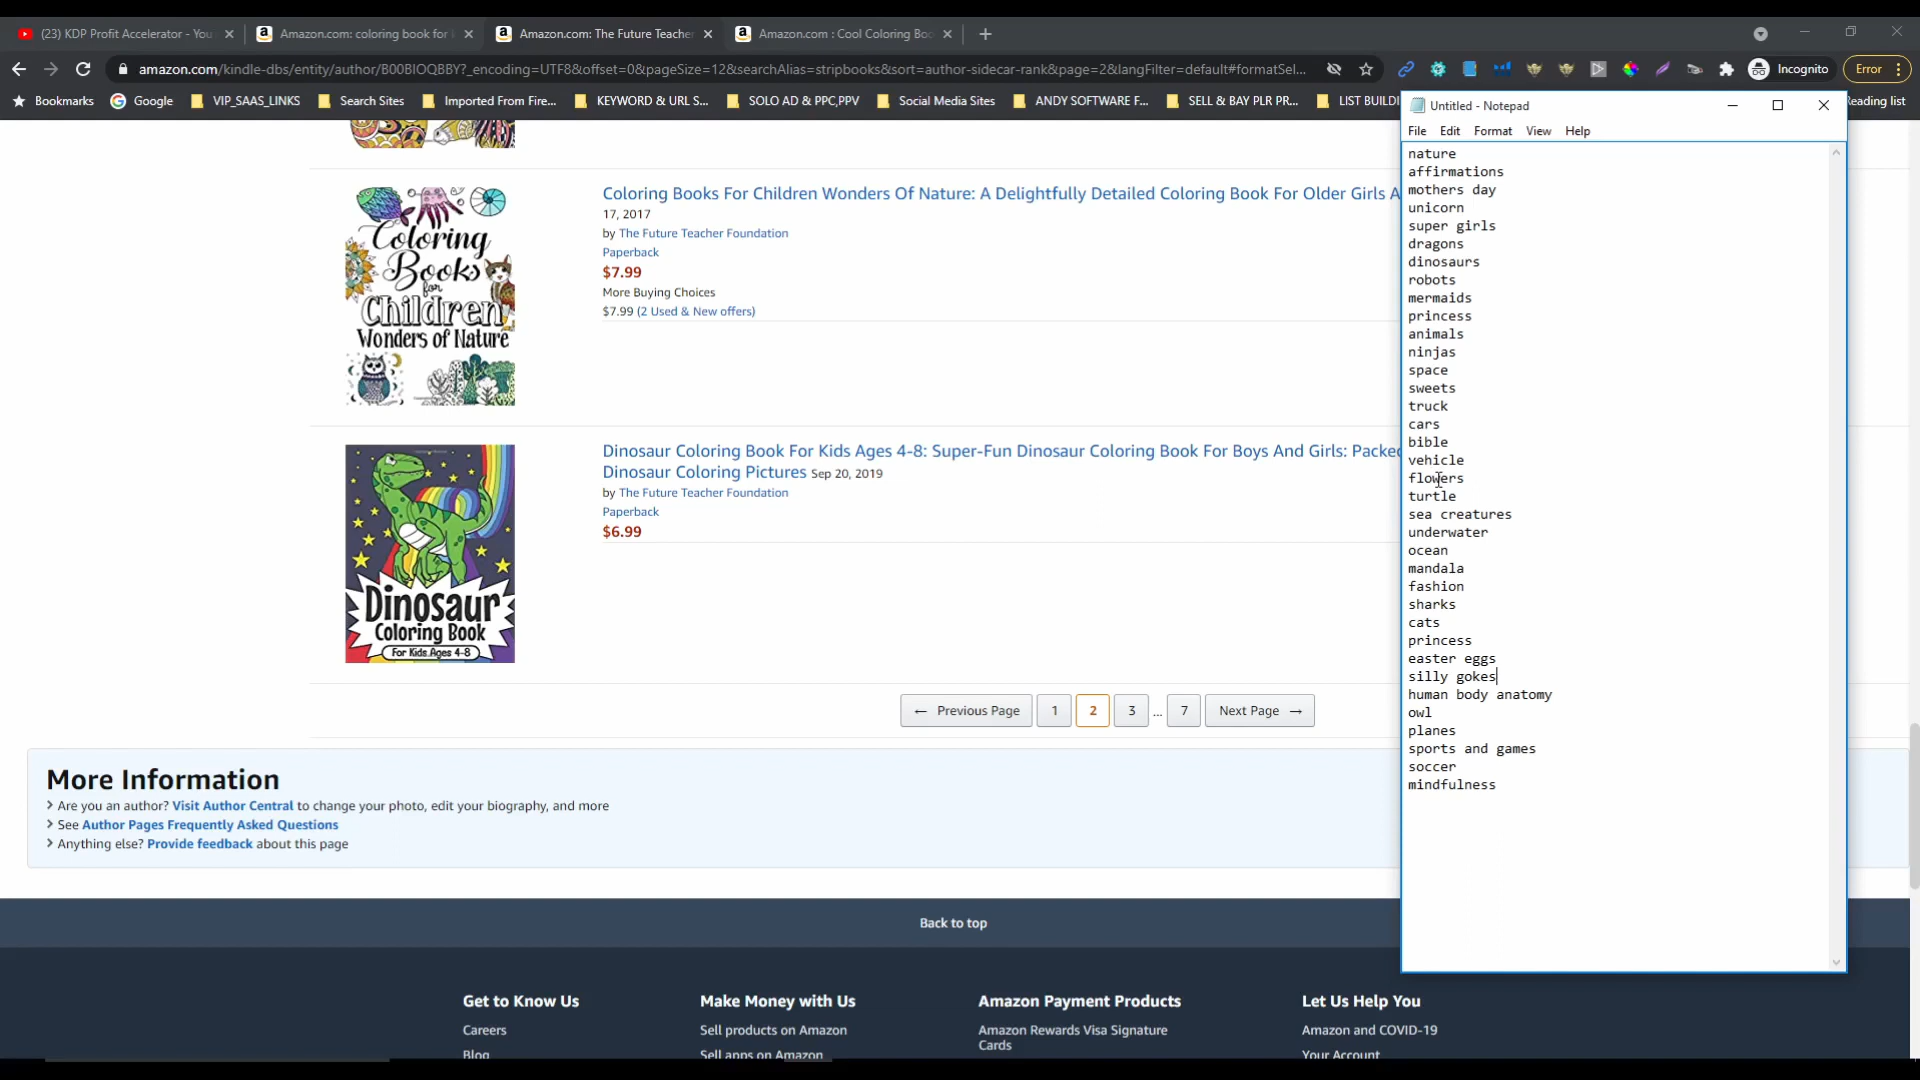 (23) KDP Profit Accelerator - You
Amazon.com: coloring book for
Amazon.com: The Future Teacher
Amazon.com : Cool Coloring Boo
amazon.com/kindle-dbs/entity/author/B00BIOQBBY?_encoding=UTF8&offset=0&pageSize=12&searchAlias=stripbooks&sort=author-sidecar-rank&page=2&langFilter=default#formatSel...
Incognito
Error
Bookmarks
Google
VIP_SAAS_LINKS
Search Sites
Imported From Fire...
KEYWORD & URL S...
SOLO AD & PPC,PPV
Social Media Sites
ANDY SOFTWARE F...
SELL & BAY PLR PR...
LIST BUILDI
Reading list
Coloring
Books
for
Children
Wonders of Nature
Coloring Books For Children Wonders Of Nature: A Delightfully Detailed Coloring Book For Older Girls A
17, 2017
by The Future Teacher Foundation
Paperback
$7.99
More Buying Choices
$7.99 (2 Used & New offers)
Dinosaur
Coloring Book
For Kids Ages 4-8
Dinosaur Coloring Book For Kids Ages 4-8: Super-Fun Dinosaur Coloring Book For Boys And Girls: Packed
Dinosaur Coloring Pictures Sep 20, 2019
by The Future Teacher Foundation
Paperback
$6.99
← Previous Page 1 2 3 ... 7 Next Page →
More Information
Are you an author? Visit Author Central to change your photo, edit your biography, and more
See Author Pages Frequently Asked Questions
Anything else? Provide feedback about this page
Back to top
Get to Know Us
Careers
Blog
Make Money with Us
Sell products on Amazon
Sell apps on Amazon
Amazon Payment Products
Amazon Rewards Visa Signature
Cards
Let Us Help You
Amazon and COVID-19
Your Account
Untitled - Notepad
File Edit Format View Help
nature
affirmations
mothers day
unicorn
super girls
dragons
dinosaurs
robots
mermaids
princess
animals
ninjas
space
sweets
truck
cars
bible
vehicle
flowers
turtle
sea creatures
underwater
ocean
mandala
fashion
sharks
cats
princess
easter eggs
silly gokes
human body anatomy
owl
planes
sports and games
soccer
mindfulness